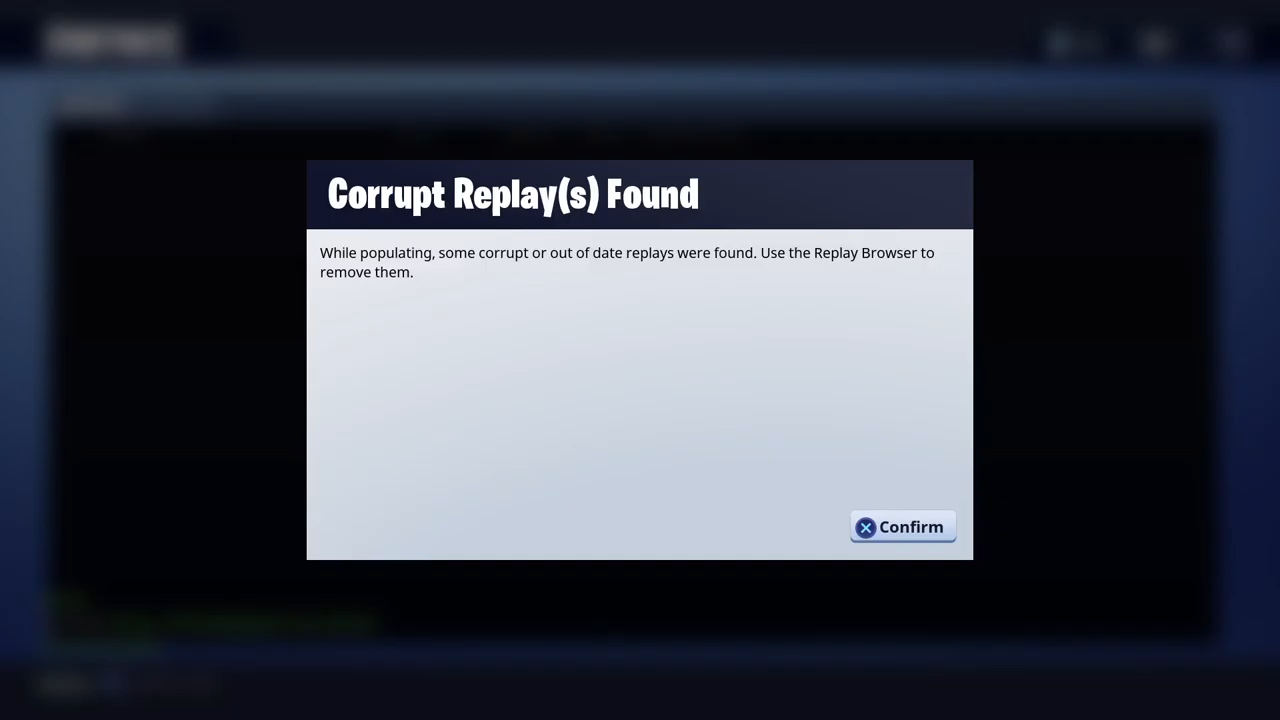 Corrupt Replay(s) Found
While populating, some corrupt or out of date replays were found. Use the Replay Browser to
remove them.
Confirm